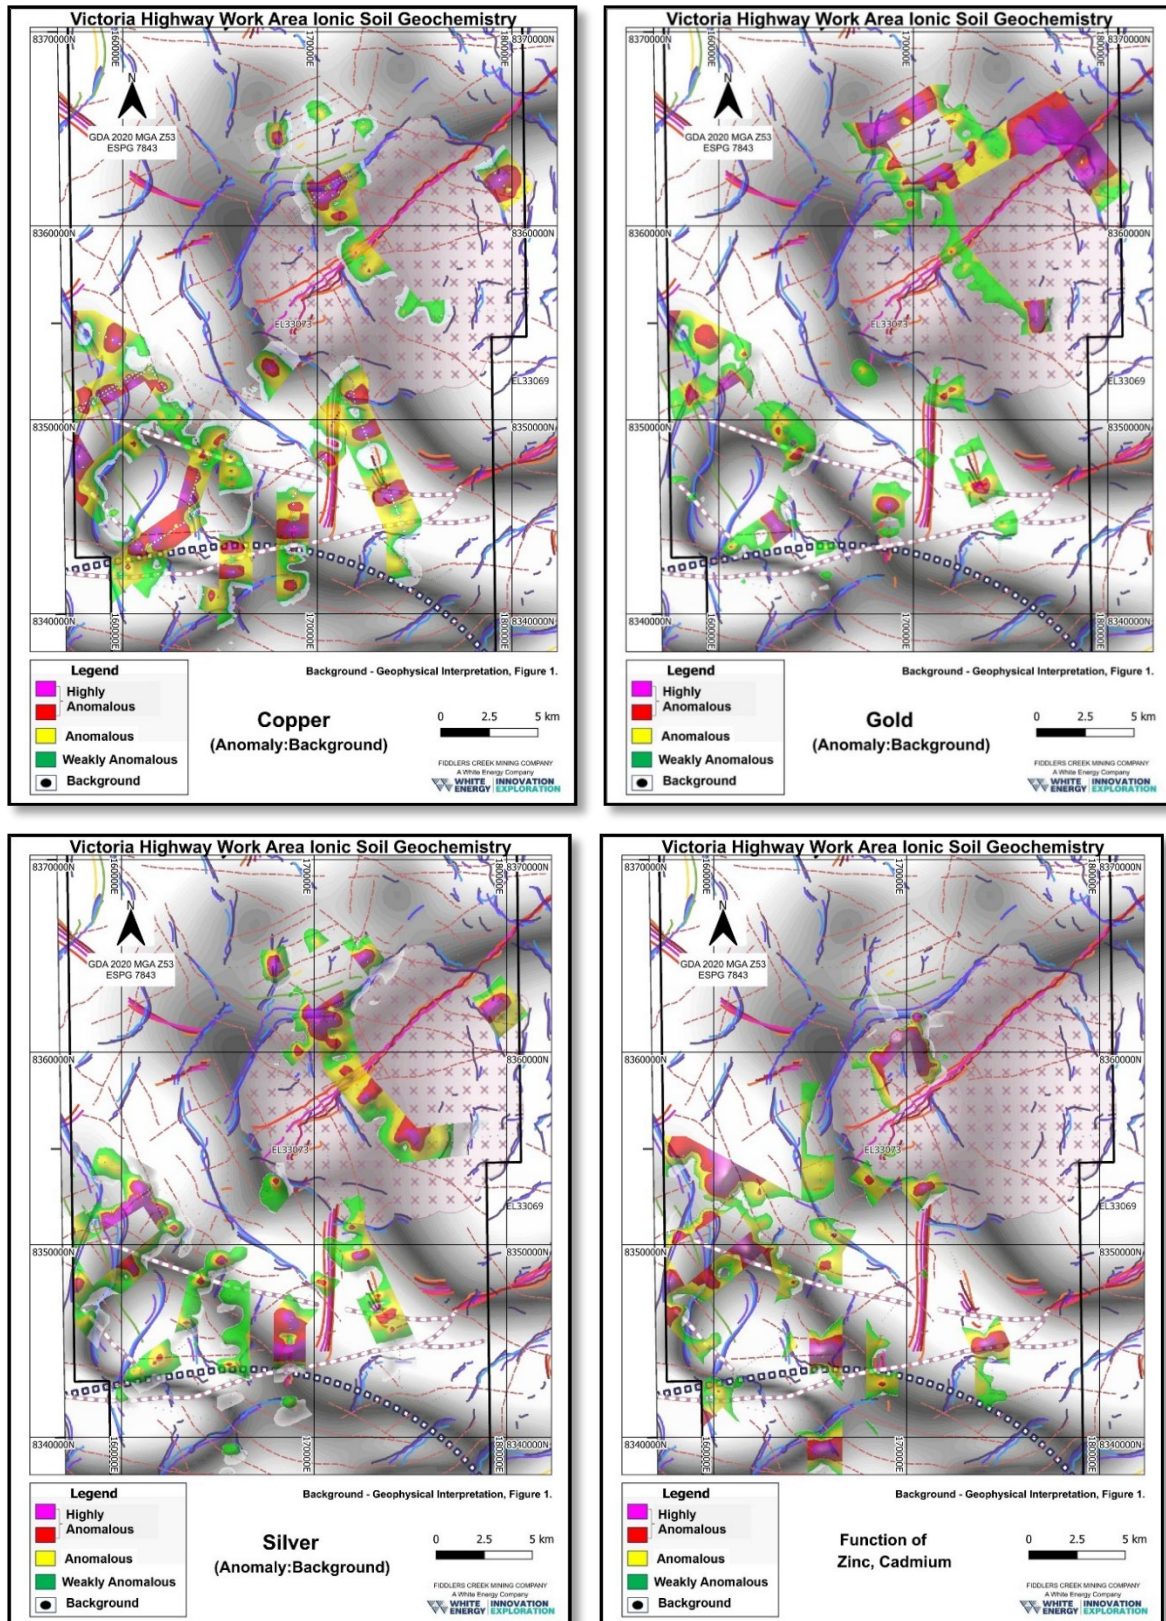 Victoria Highway Work Area Ionic Soil Geochemistry
8370000N
160000E
170000E
180000E
8370000N
N
GDA 2020 MGA Z53
ESPG 7843
8360000N
8360000N
EL33073
EL33069
8350000N
8350000N
8340000N
160000E
170000E
180000E
8340000N
Legend
Background - Geophysical Interpretation, Figure 1.
Highly
Anomalous
Anomalous
Weakly Anomalous
Background
Copper
(Anomaly:Background)
0 2.5 5 km
FIDDLERS CREEK MINING COMPANY
A White Energy Company
WHITE ENERGY INNOVATION EXPLORATION
Victoria Highway Work Area Ionic Soil Geochemistry
8370000N
160000E
170000E
180000E
8370000N
N
GDA 2020 MGA Z53
ESPG 7843
8360000N
8360000N
EL33073
EL33069
8350000N
8350000N
8340000N
160000E
170000E
180000E
8340000N
Legend
Background - Geophysical Interpretation, Figure 1.
Highly
Anomalous
Anomalous
Weakly Anomalous
Background
Gold
(Anomaly:Background)
0 2.5 5 km
FIDDLERS CREEK MINING COMPANY
A White Energy Company
WHITE ENERGY INNOVATION EXPLORATION
Victoria Highway Work Area Ionic Soil Geochemistry
8370000N
160000E
170000E
180000E
8370000N
N
GDA 2020 MGA Z53
ESPG 7843
8360000N
8360000N
EL33073
EL33069
8350000N
8350000N
8340000N
160000E
170000E
180000E
8340000N
Legend
Background - Geophysical Interpretation, Figure 1.
Highly
Anomalous
Anomalous
Weakly Anomalous
Background
Silver
(Anomaly:Background)
0 2.5 5 km
FIDDLERS CREEK MINING COMPANY
A White Energy Company
WHITE ENERGY INNOVATION EXPLORATION
Victoria Highway Work Area Ionic Soil Geochemistry
8370000N
160000E
170000E
180000E
8370000N
N
GDA 2020 MGA Z53
ESPG 7843
8360000N
8360000N
EL33073
EL33069
8350000N
8350000N
8340000N
160000E
170000E
180000E
8340000N
Legend
Background - Geophysical Interpretation, Figure 1.
Highly
Anomalous
Anomalous
Weakly Anomalous
Background
Function of
Zinc, Cadmium
0 2.5 5 km
FIDDLERS CREEK MINING COMPANY
A White Energy Company
WHITE ENERGY INNOVATION EXPLORATION